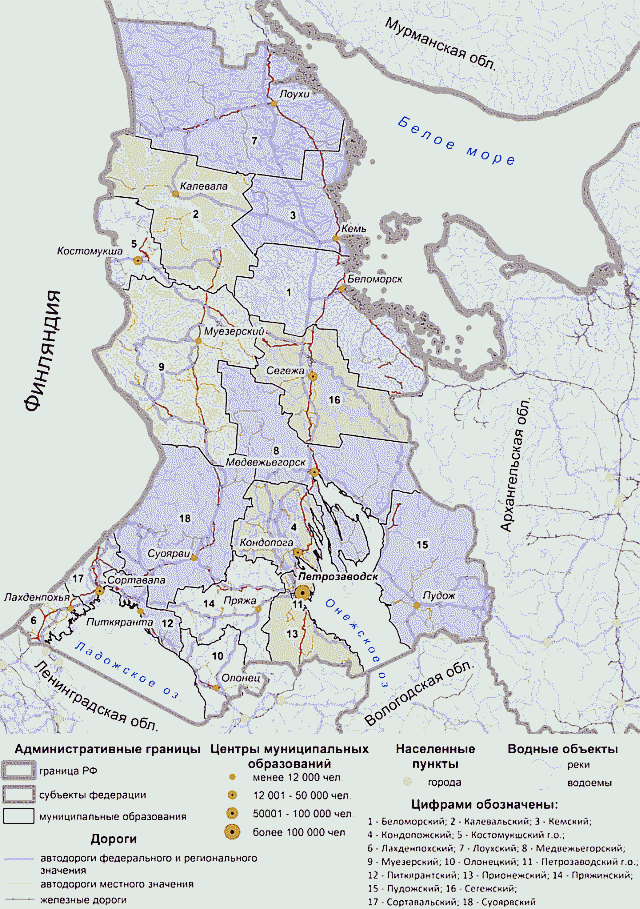 Мурманская обл.
Лоухи
Белое море
7
Калевала
2
3
Кемь
5
Костомукша
Беломорск
1
ФИНЛЯНДИЯ
Муезерский
9
Сегежа
16
Архангельская обл.
8
Медвежьегорск
18
4
15
Кондопога
Суоярви
17
Сортавала
Петрозаводск
Лахденпохья
Пряжа
14
11
Пудож
6
Питкяранта
12
13
Онежское оз
Ладожское оз
10
Олонец
Ленинградская обл.
Вологодская обл.
Административные границы
граница РФ
субъекты федерации
муниципальные образования
Дороги
автодороги федерального и регионального
значения
автодороги местного значения
железные дороги
Центры муниципальных
образований
менее 12 000 чел.
12 001 - 50 000 чел.
50001 - 100 000 чел.
более 100 000 чел
Населенные
пункты
города
Водные объекты
реки
водоемы
Цифрами обозначены:
1 - Беломорский; 2 - Калевальский; 3 - Кемский;
4 - Кондопожский; 5 - Костомукшский г.о.;
6 - Лахденпохский; 7 - Лоухский; 8 - Медвежьегорский;
9 - Муезерский; 10 - Олонецкий; 11 - Петрозаводский г.о.;
12 - Питкярантский; 13 - Прионежский; 14 - Пряжинский;
15 - Пудожский; 16 - Сегежский;
17 - Сортавальский; 18 - Суоярвский